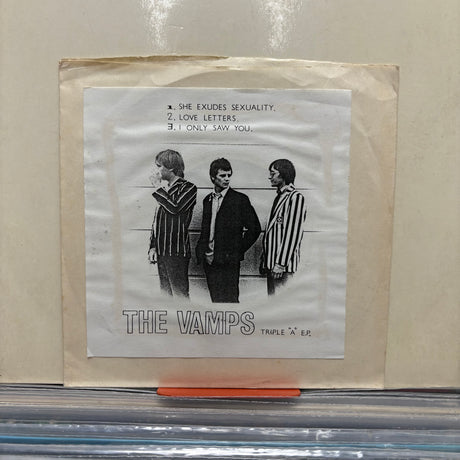 1. SHE EXUDES SEXUALITY.
2. LOVE LETTERS.
3. I ONLY SAW YOU.
THE VAMPS TRIPLE "A" E.P.